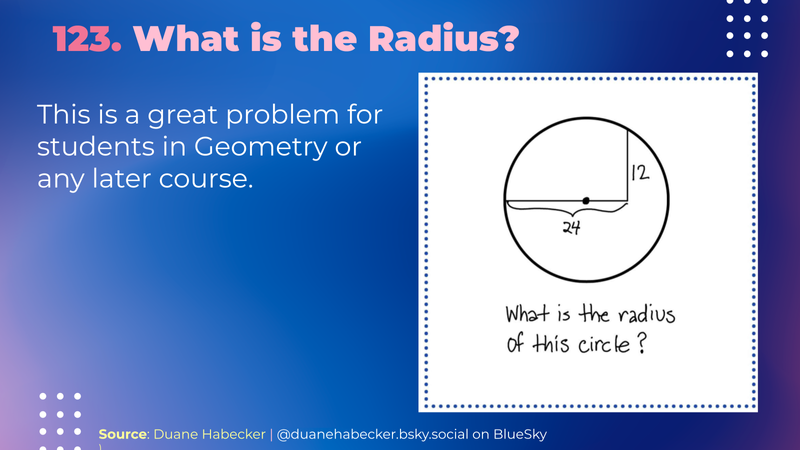 123. What is the Radius?
This is a great problem for
students in Geometry or
any later course.
12
24
What is the radius
of this circle?
Source: Duane Habecker | @duanehabecker.bsky.social on BlueSky
\